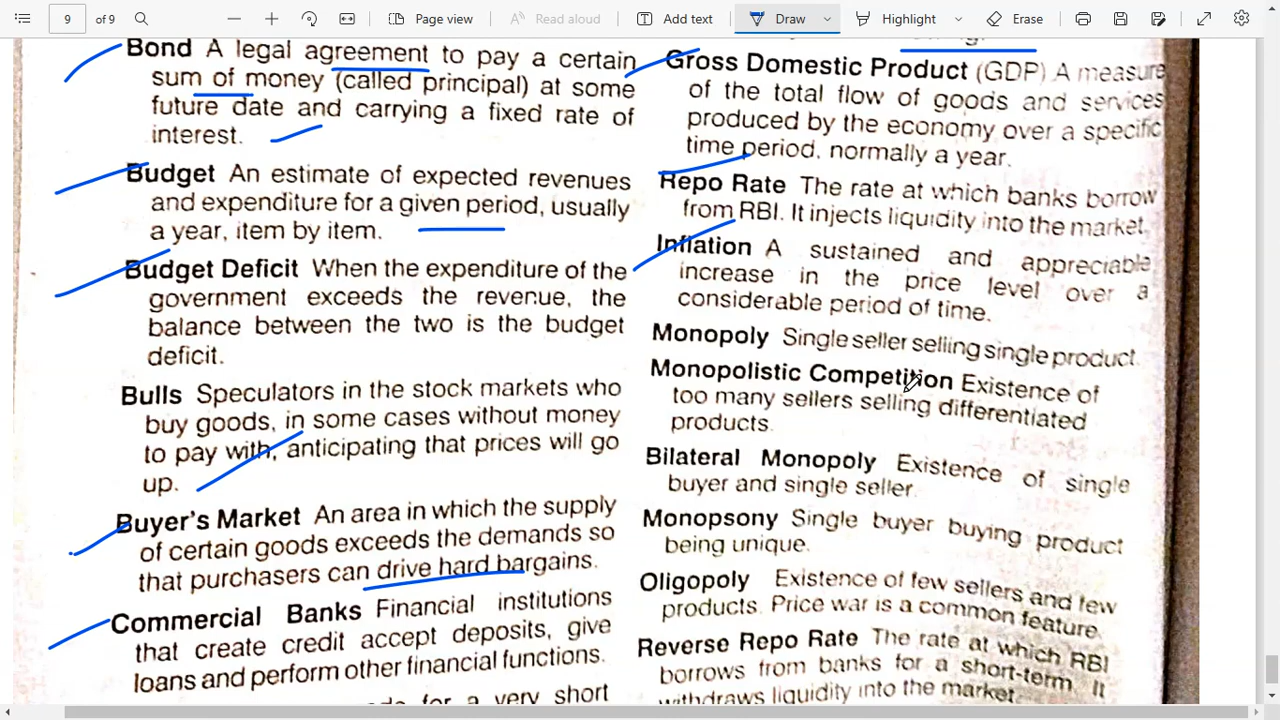 9
of 9
Page view
Read aloud
Add text
Draw
Highlight
Erase
Bond A legal agreement to pay a certain
sum of money (called principal) at some
future date and carrying a fixed rate of
interest.
Budget An estimate of expected revenues
and expenditure for a given period, usually
a year, item by item.
Budget Deficit When the expenditure of the
government exceeds the revenue, the
balance between the two is the budget
deficit.
Bulls Speculators in the stock markets who
buy goods, in some cases without money
to pay with, anticipating that prices will go
up.
Buyer's Market An area in which the supply
of certain goods exceeds the demands so
that purchasers can drive hard bargains.
Commercial Banks Financial institutions
that create credit accept deposits, give
loans and perform other financial functions.
for a very short
Gross Domestic Product (GDP) A measure
of the total flow of goods and services
produced by the economy over a specific
time period, normally a year.
Repo Rate The rate at which banks borrow
from RBI. It injects liquidity into the market.
Inflation A sustained and appreciable
increase in the price level over a
considerable period of time.
Monopoly Single seller selling single product.
Monopolistic Competition Existence of
too many sellers selling differentiated
products.
Bilateral Monopoly Existence of single
buyer and single seller.
Monopsony Single buyer buying product
being unique.
Oligopoly Existence of few sellers and few
products. Price war is a common feature.
Reverse Repo Rate The rate at which RBI
borrows from banks for a short-term. It
withdraws liquidity into the market.